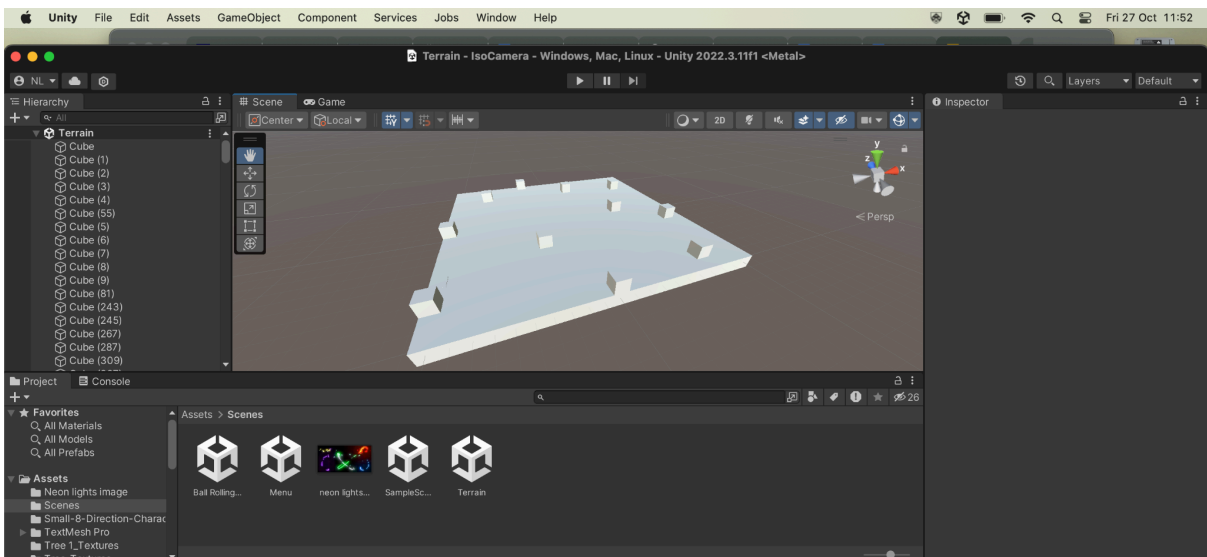 Unity File Edit Assets GameObject Component Services Jobs Window Help Fri 27 Oct 11:52
Terrain - IsoCamera - Windows, Mac, Linux - Unity 2022.3.11f1 <Metal>
NL Layers Default
Hierarchy Scene Game Inspector
All Center Local 2D
Terrain
Cube
Cube (1)
Cube (2)
Cube (3)
Cube (4)
Cube (55)
Cube (5)
Cube (6)
Cube (7)
Cube (8)
Cube (9)
Cube (81)
Cube (243)
Cube (245)
Cube (267)
Cube (287)
Cube (309)
y
z x
Persp
Project Console
26
Favorites
All Materials
All Models
All Prefabs
Assets
Neon lights image
Scenes
Small-8-Direction-Charac
TextMesh Pro
Tree 1_Textures
Assets > Scenes
Ball Rolling... Menu neon lights... SampleSc... Terrain